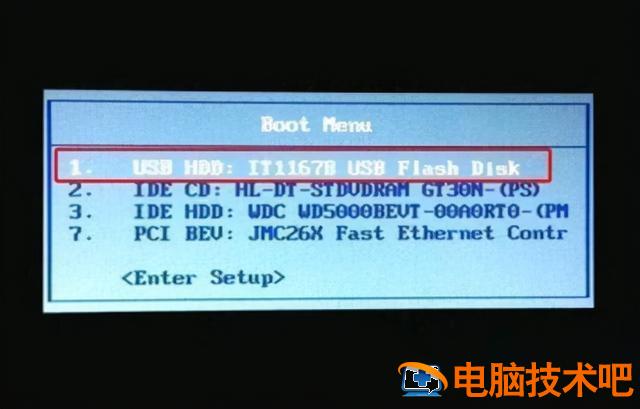 Boot Menu
1. USB HDD: IT1167B USB Flash Disk
2. IDE CD: HL-DT-STDVDRAM GT30N-(PS)
3. IDE HDD: WDC WD5000BEVT-00A0RT0-(PM
7. PCI BEV: JMC26X Fast Ethernet Contr
<Enter Setup>
电脑技术吧